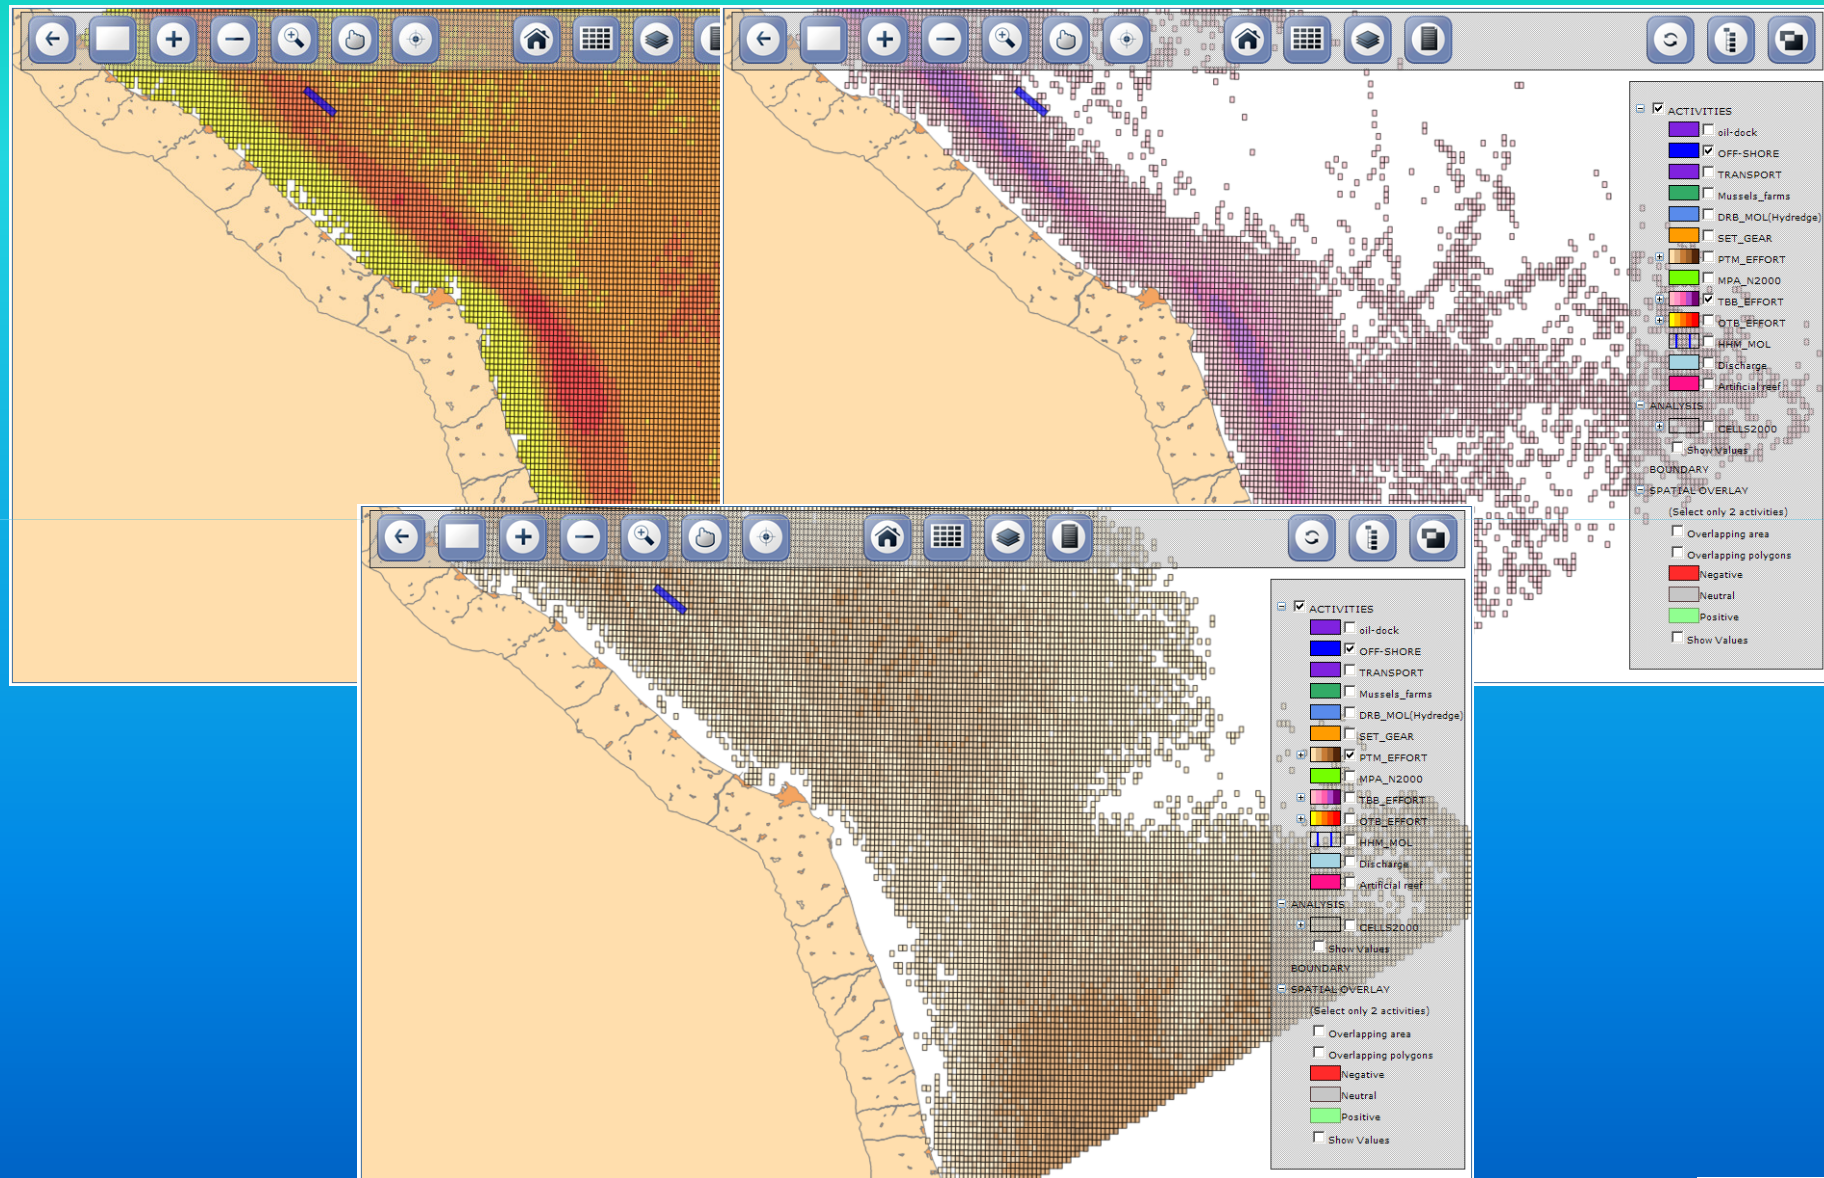 ACTIVITIES
oil-dock
OFF-SHORE
TRANSPORT
Mussels_farms
DRB_MOL(Hydredge)
SET_GEAR
PTM_EFFORT
MPA_N2000
TBB_EFFORT
OTB_EFFORT
HHM_MOL
Discharge
Artificial reef
ANALYSIS
CELLS2000
Show Values
BOUNDARY
SPATIAL OVERLAY
(Select only 2 activities)
Overlapping area
Overlapping polygons
Negative
Neutral
Positive
Show Values
ACTIVITIES
oil-dock
OFF-SHORE
TRANSPORT
Mussels_farms
DRB_MOL(Hydredge)
SET_GEAR
PTM_EFFORT
MPA_N2000
TBB_EFFORT
OTB_EFFORT
HHM_MOL
Discharge
Artificial reef
ANALYSIS
CELLS2000
Show Values
BOUNDARY
SPATIAL OVERLAY
(Select only 2 activities)
Overlapping area
Overlapping polygons
Negative
Neutral
Positive
Show Values